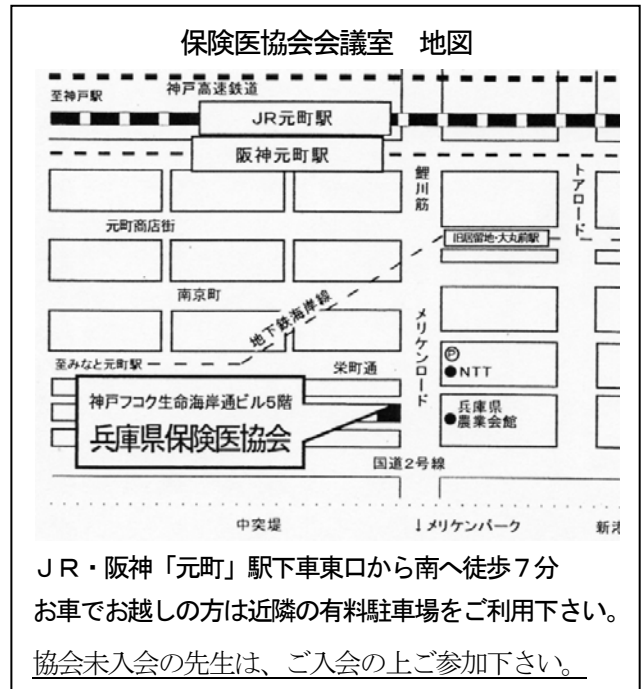 保険医協会会議室　地図
至神戸駅
神戸高速鉄道
JR元町駅
阪神元町駅
鯉川筋
トアロード
元町商店街
旧居留地・大丸前駅
南京町
地下鉄海岸線
メリケンロード
至みなと元町駅
栄町通
Ⓟ
●NTT
神戸フコク生命海岸通ビル5階
兵庫県保険医協会
●兵庫県
農業会館
国道2号線
中突堤
↓メリケンパーク
新港
ＪＲ・阪神「元町」駅下車東口から南へ徒歩７分
お車でお越しの方は近隣の有料駐車場をご利用下さい。
協会未入会の先生は、ご入会の上ご参加下さい。